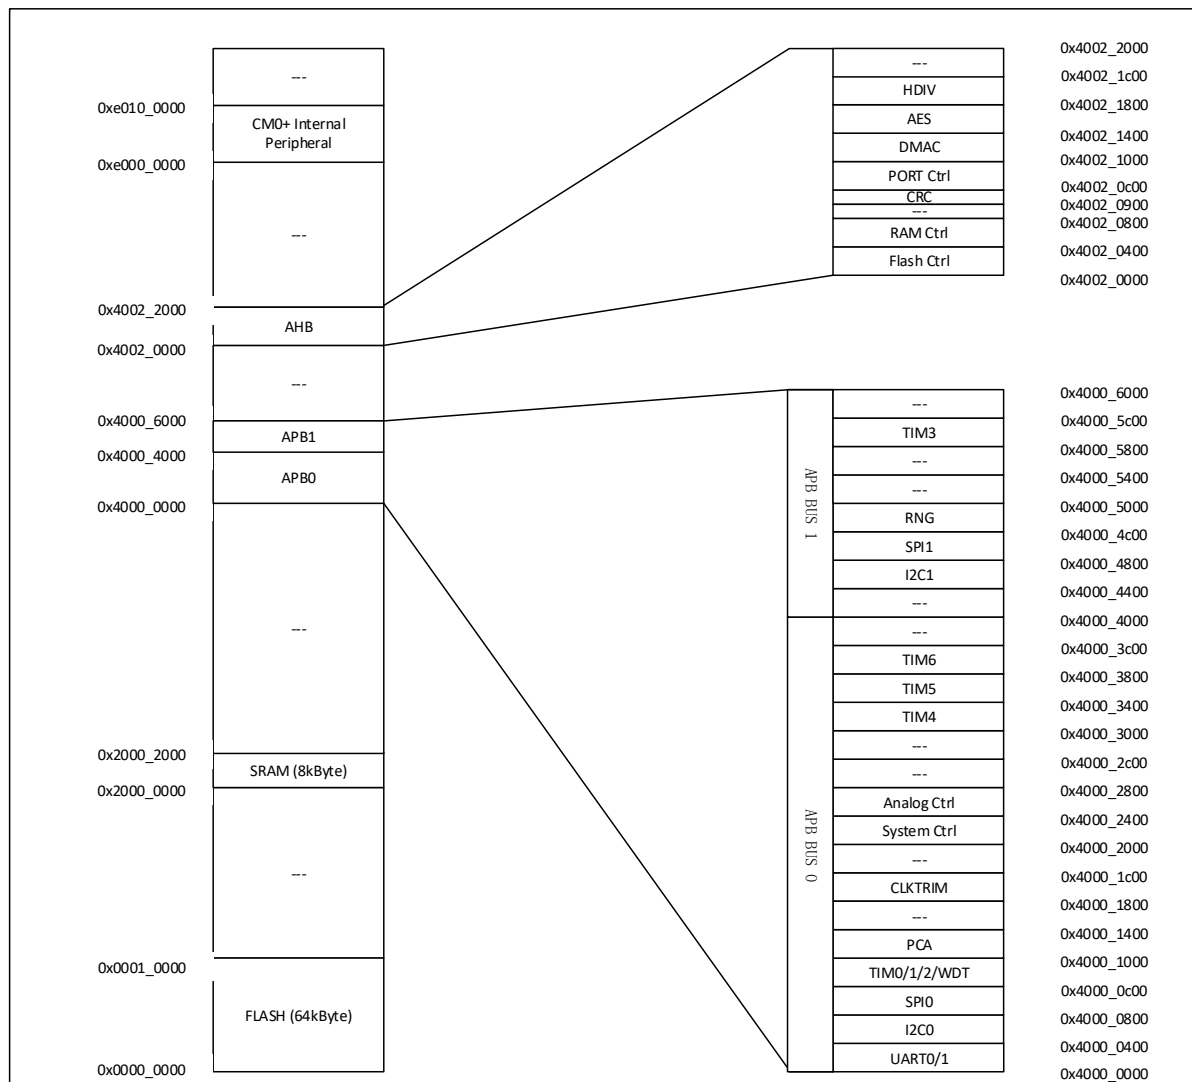 ---
0xe010_0000
CM0+ Internal
Peripheral
0xe000_0000
---
0x4002_2000
AHB
0x4002_0000
---
0x4000_6000
APB1
0x4000_4000
APB0
0x4000_0000
---
0x2000_2000
SRAM (8kByte)
0x2000_0000
---
0x0001_0000
FLASH (64kByte)
0x0000_0000
0x4002_2000
---
0x4002_1c00
HDIV
0x4002_1800
AES
0x4002_1400
DMAC
0x4002_1000
PORT Ctrl
0x4002_0c00
CRC
0x4002_0900
---
0x4002_0800
RAM Ctrl
0x4002_0400
Flash Ctrl
0x4002_0000
APB BUS 1
0x4000_6000
---
0x4000_5c00
TIM3
0x4000_5800
---
0x4000_5400
---
0x4000_5000
RNG
0x4000_4c00
SPI1
0x4000_4800
I2C1
0x4000_4400
---
0x4000_4000
APB BUS 0
---
0x4000_3c00
TIM6
0x4000_3800
TIM5
0x4000_3400
TIM4
0x4000_3000
---
0x4000_2c00
---
0x4000_2800
Analog Ctrl
0x4000_2400
System Ctrl
0x4000_2000
---
0x4000_1c00
CLKTRIM
0x4000_1800
---
0x4000_1400
PCA
0x4000_1000
TIM0/1/2/WDT
0x4000_0c00
SPI0
0x4000_0800
I2C0
0x4000_0400
UART0/1
0x4000_0000